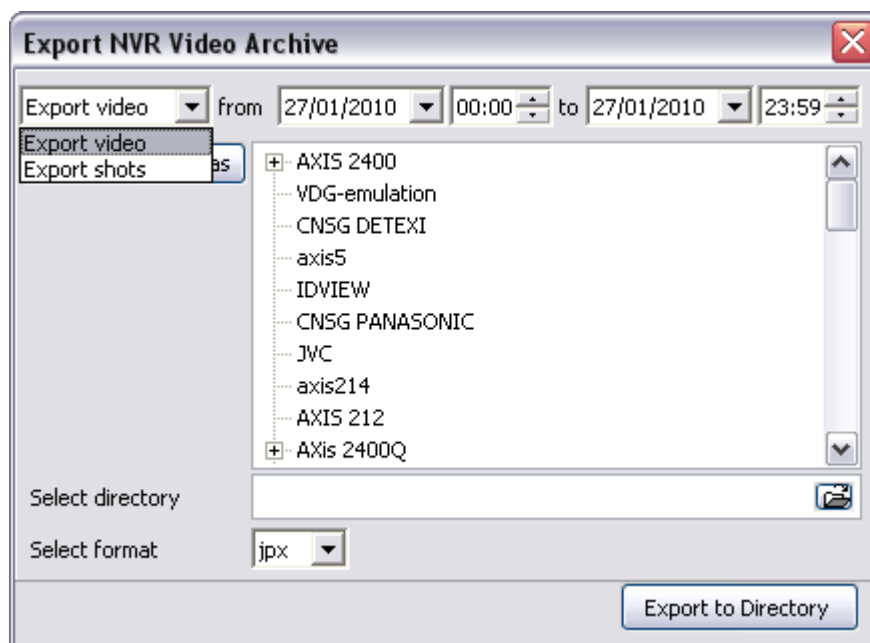 Export NVR Video Archive
Export video from 27/01/2010 00:00 to 27/01/2010 23:59
Export video
Export shots
as
AXIS 2400
VDG-emulation
CNSG DETEXI
axis5
IDVIEW
CNSG PANASONIC
JVC
axis214
AXIS 212
AXis 2400Q
Select directory
Select format jpx
Export to Directory